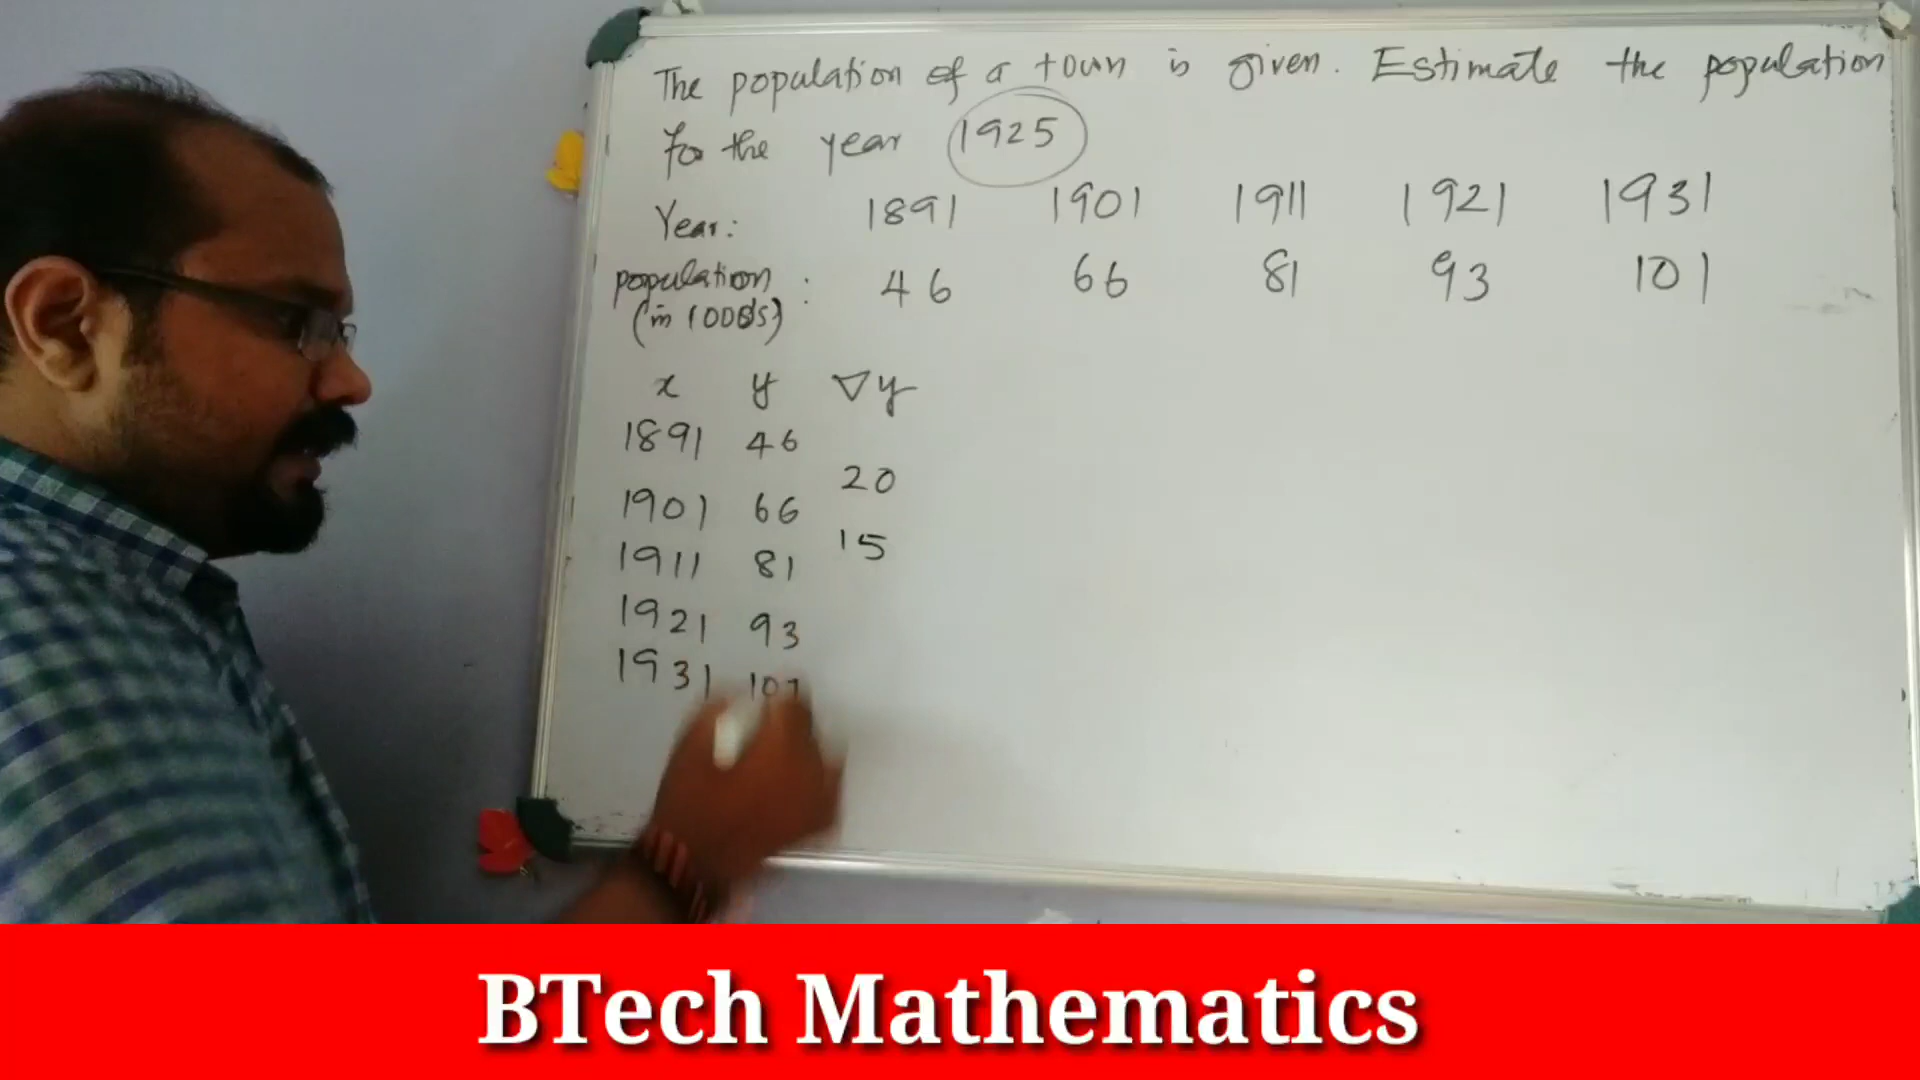 The population of a town is given. Estimate the population
for the year 1925
Year: 1891 1901 1911 1921 1931
population : 46 66 81 93 101
(in 1000's)
x y ∇y
1891 46
20
1901 66
15
1911 81
1921 93
1931 101
BTech Mathematics